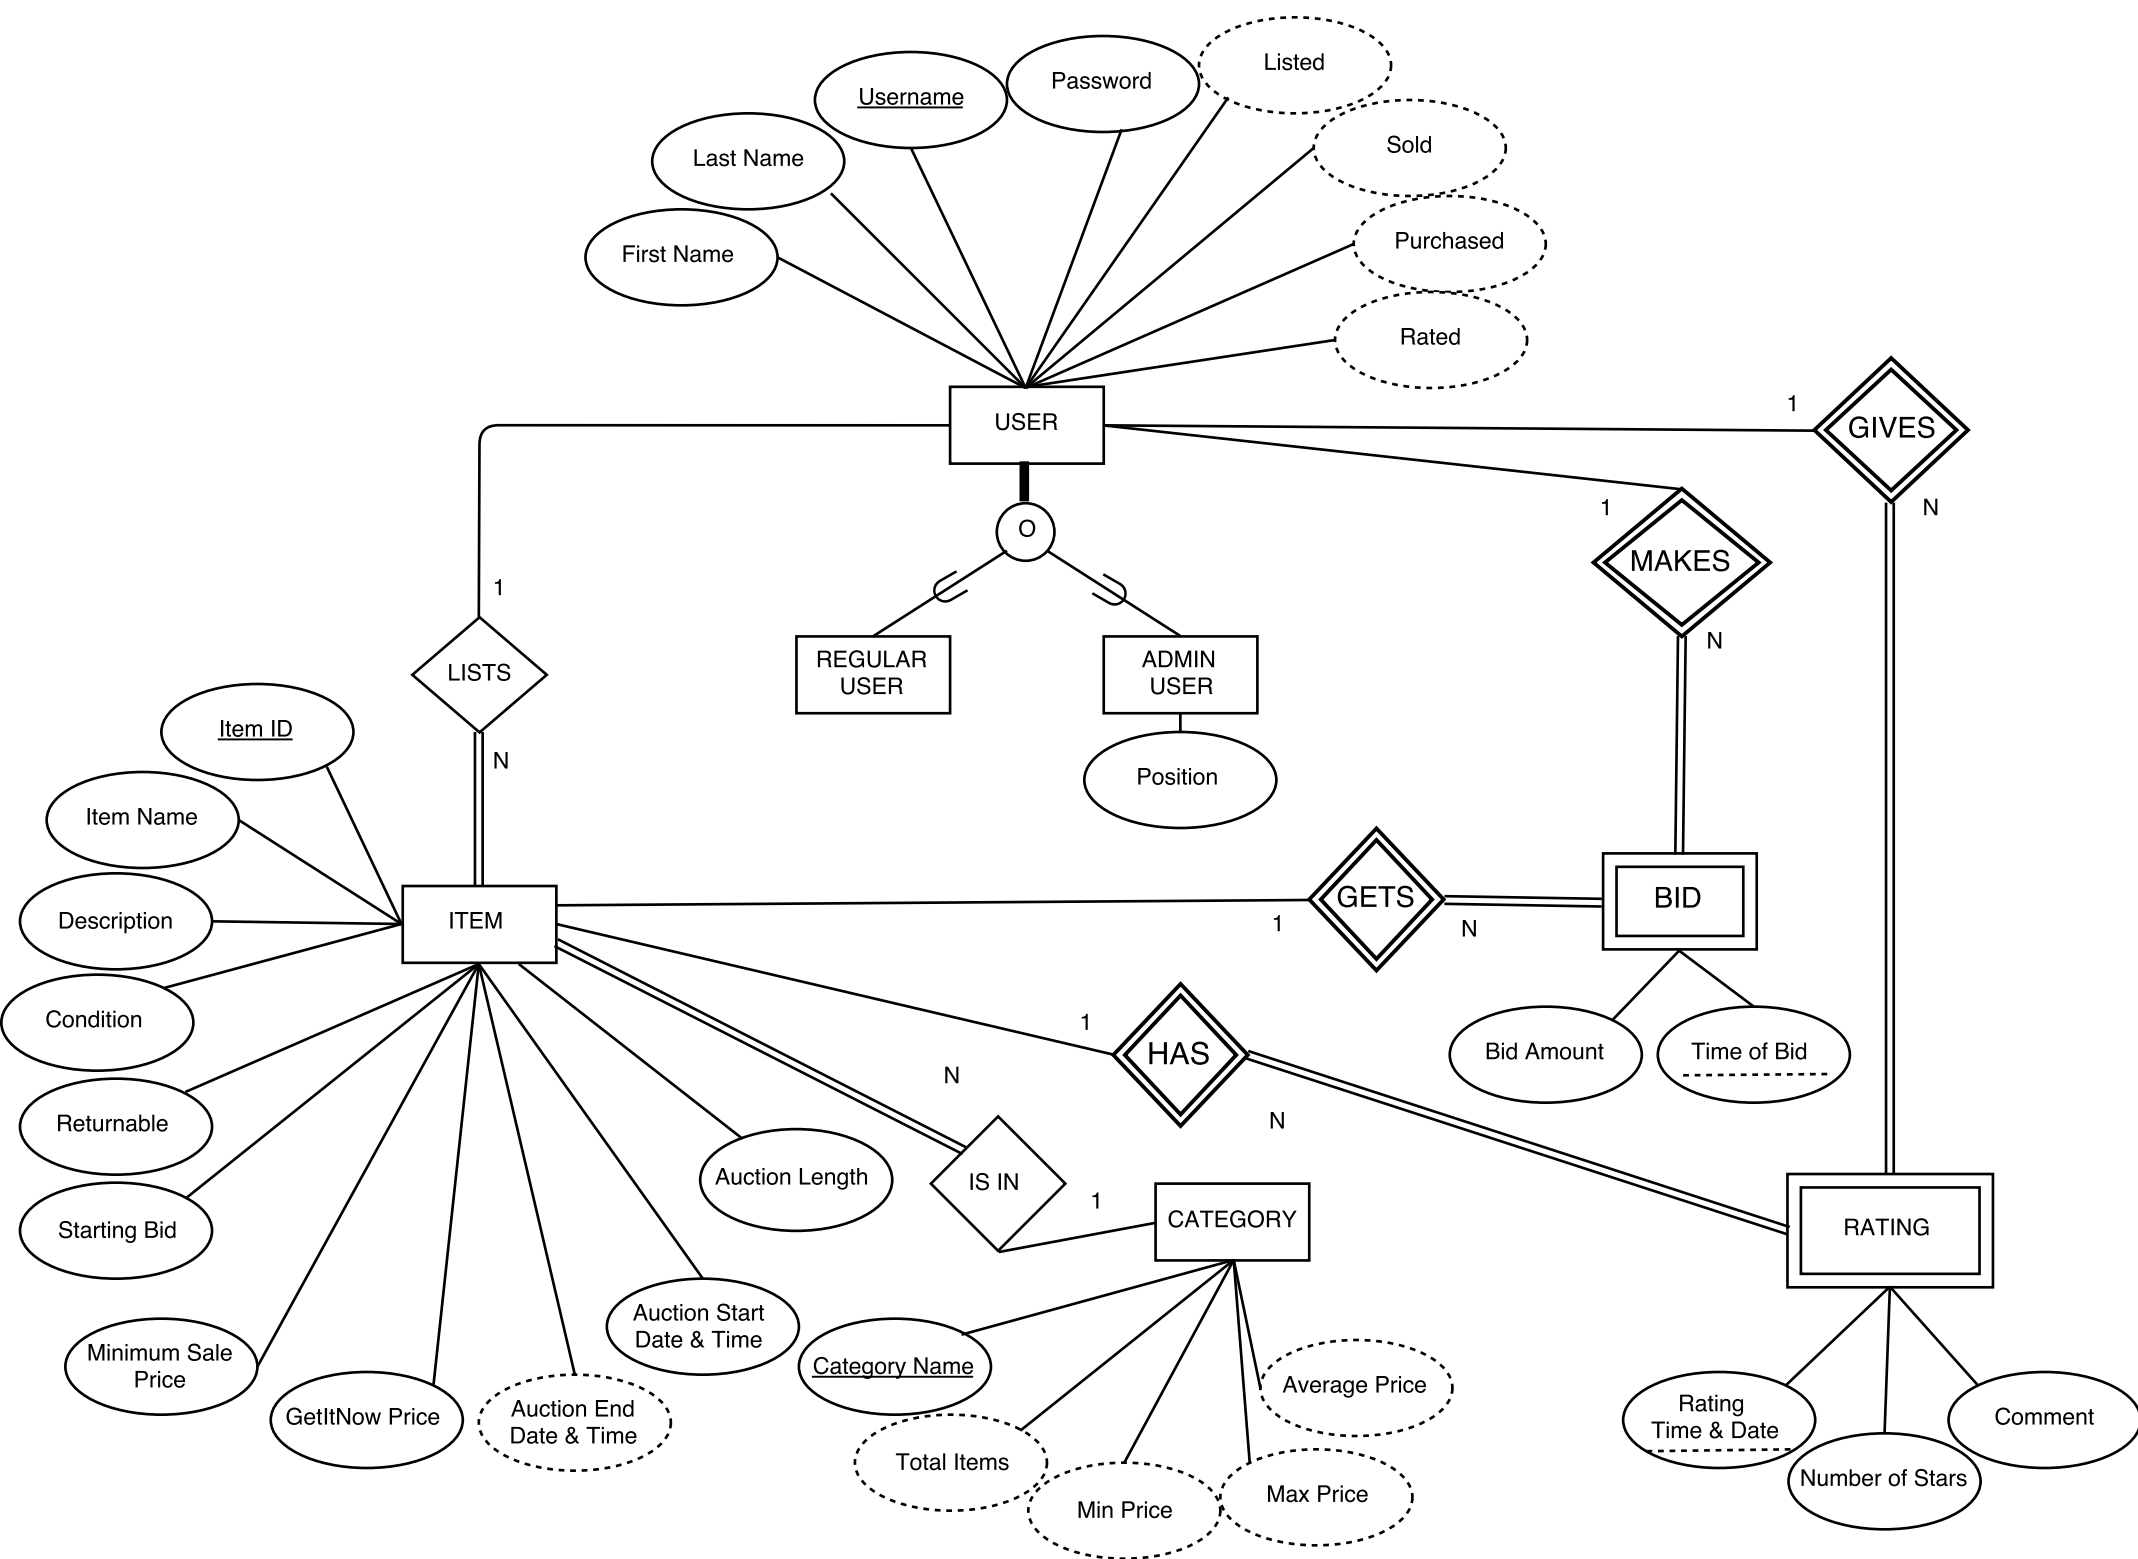 Listed
Password
Username
Sold
Last Name
Purchased
First Name
Rated
USER
1
GIVES
N
O
1
MAKES
N
1
LISTS
N
REGULAR
USER
ADMIN
USER
Position
Item ID
Item Name
Description
Condition
Returnable
Starting Bid
Minimum Sale
Price
GetItNow Price
Auction End
Date & Time
Auction Start
Date & Time
Auction Length
ITEM
1
GETS
N
BID
Bid Amount
Time of Bid
1
HAS
N
N
IS IN
1
CATEGORY
Category Name
Total Items
Min Price
Max Price
Average Price
RATING
Rating
Time & Date
Number of Stars
Comment